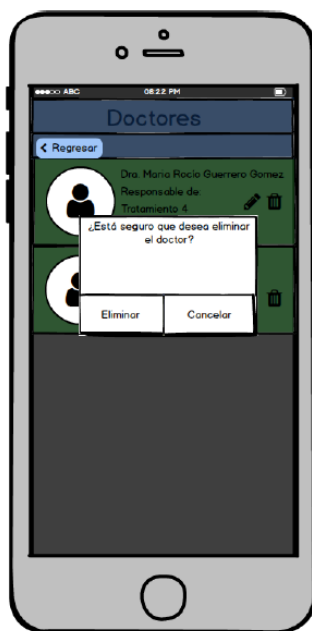 ABC 08:22 PM
Doctores
Regresar
Dra. Maria Rocio Guerrero Gomez
Responsable de:
Tratamiento 4
¿Está seguro que desea eliminar
el doctor?
Eliminar Cancelar